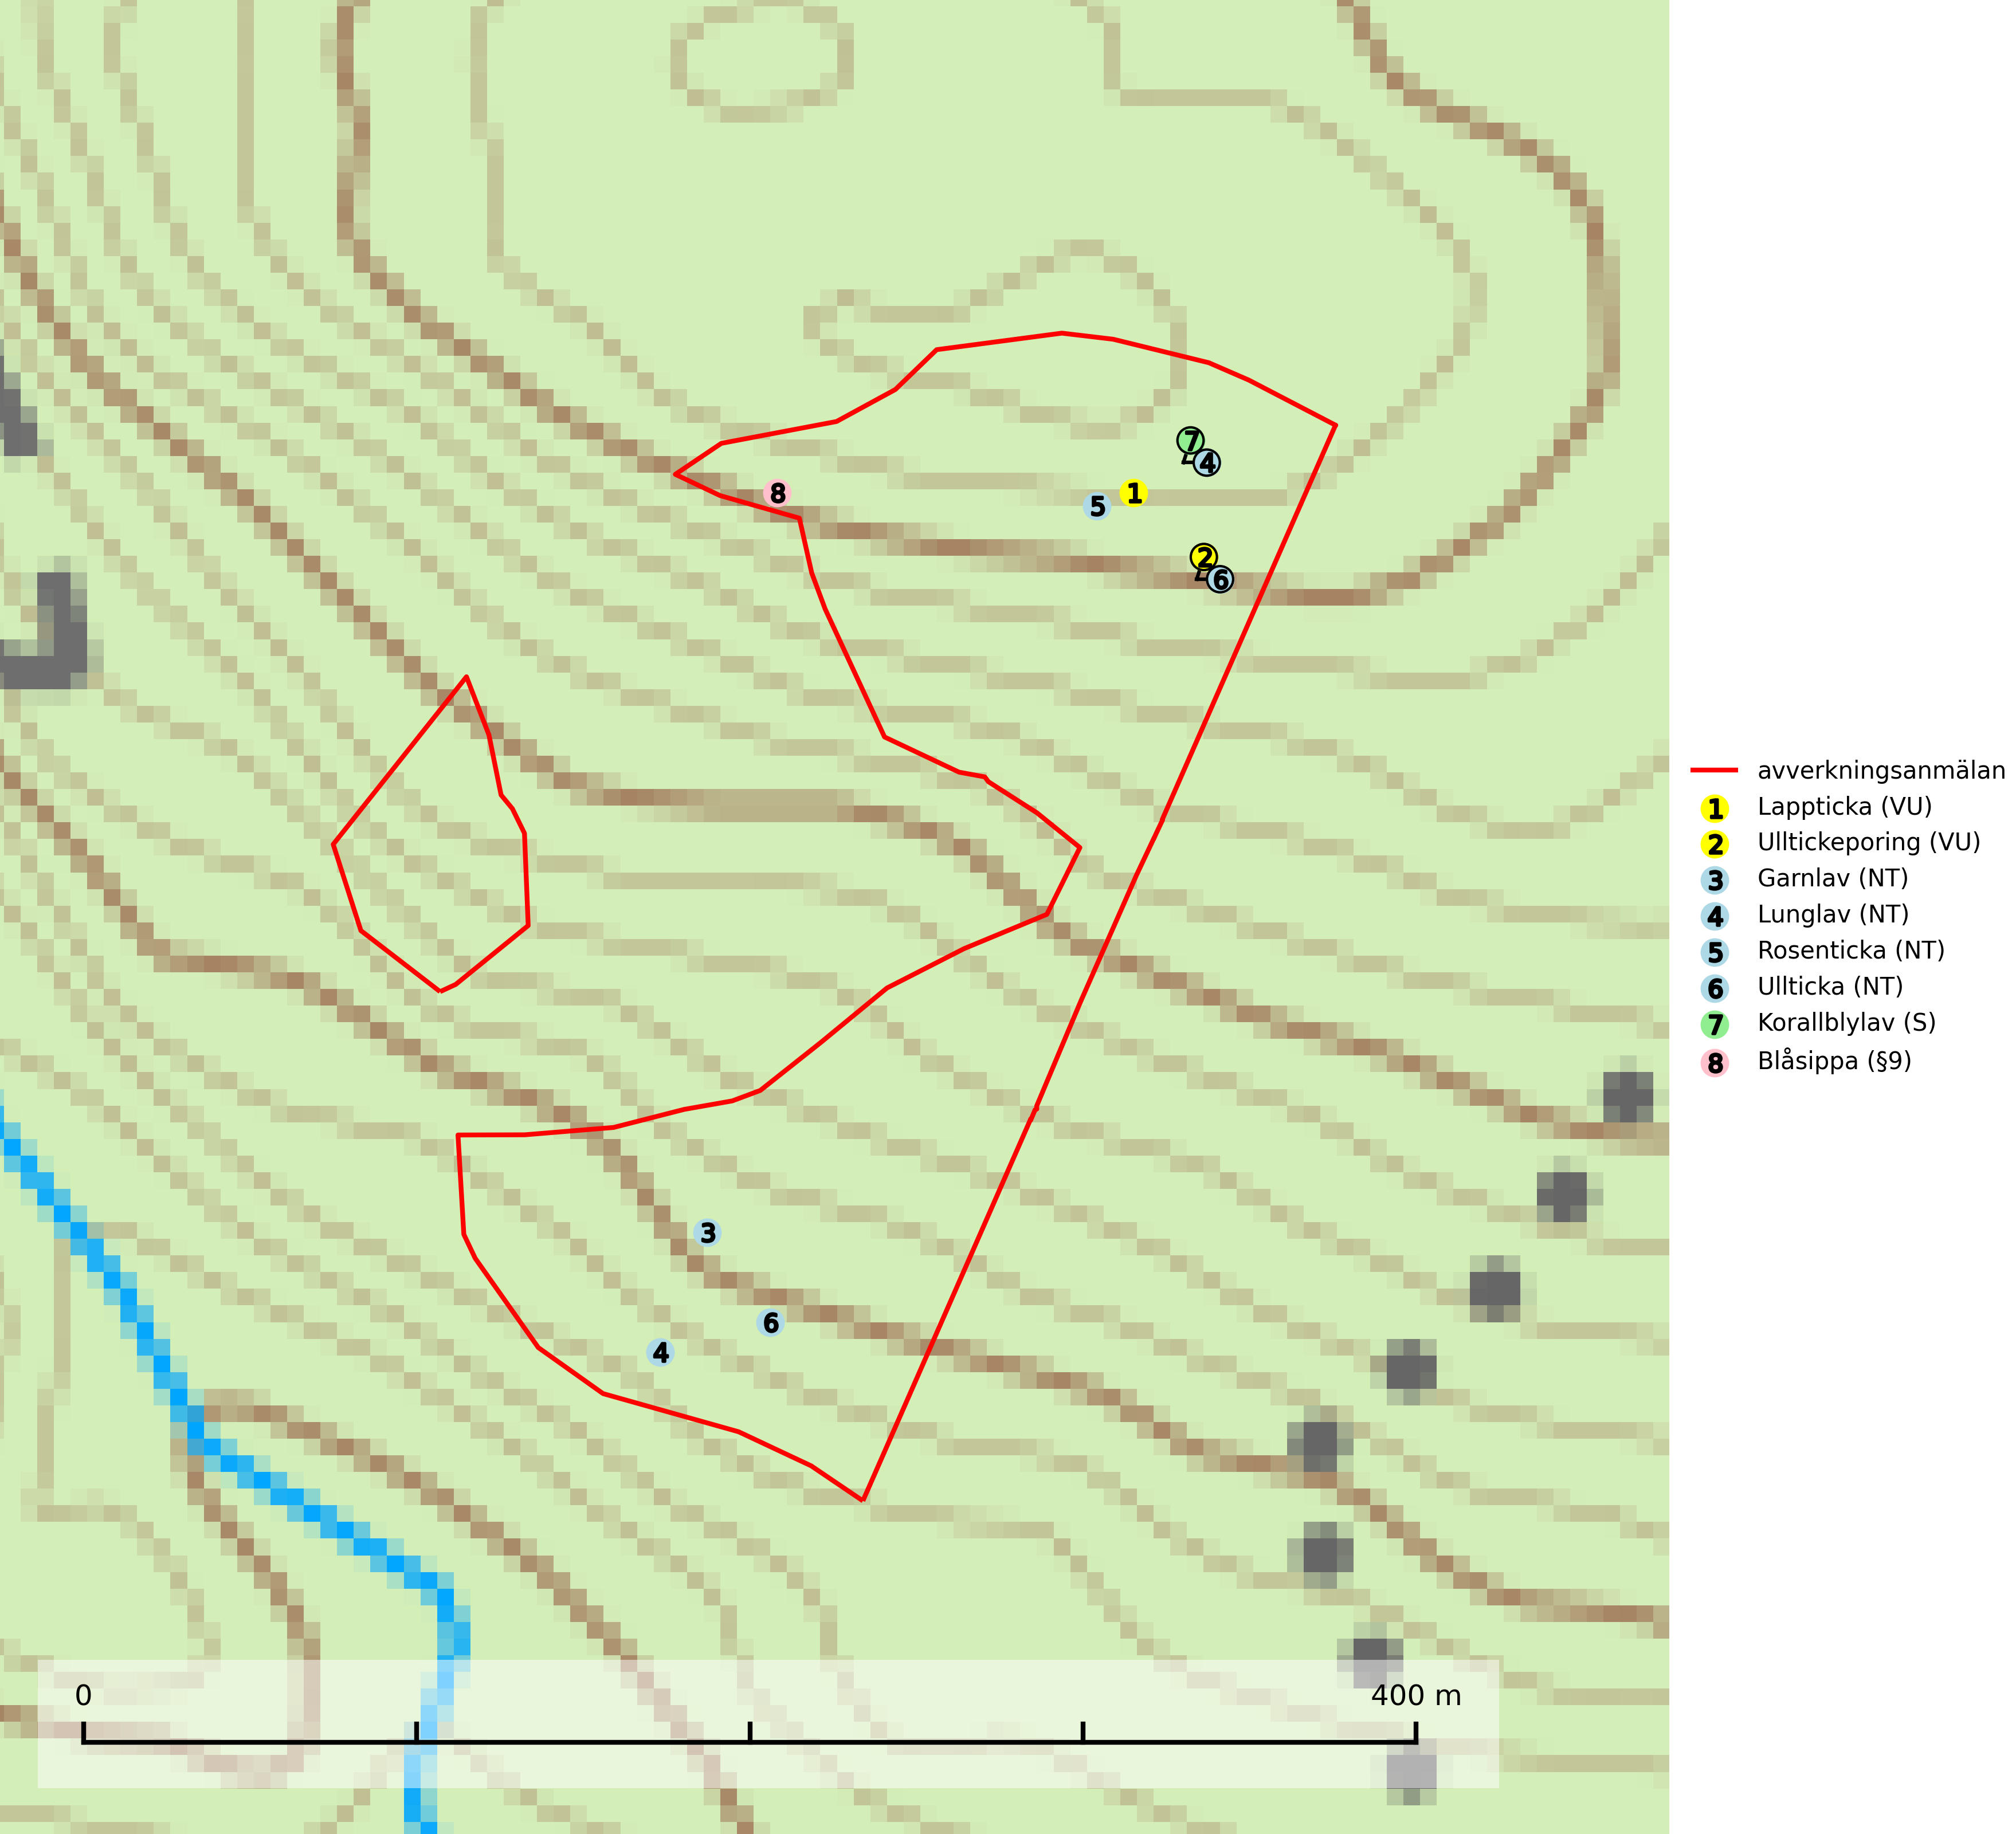 7
4
8
1
5
2
6
3
6
4
0
400 m
avverkningsanmälan
1 Lappticka (VU)
2 Ulltickeporing (VU)
3 Garnlav (NT)
4 Lunglav (NT)
5 Rosenticka (NT)
6 Ullticka (NT)
7 Korallblylav (S)
8 Blåsippa (§9)